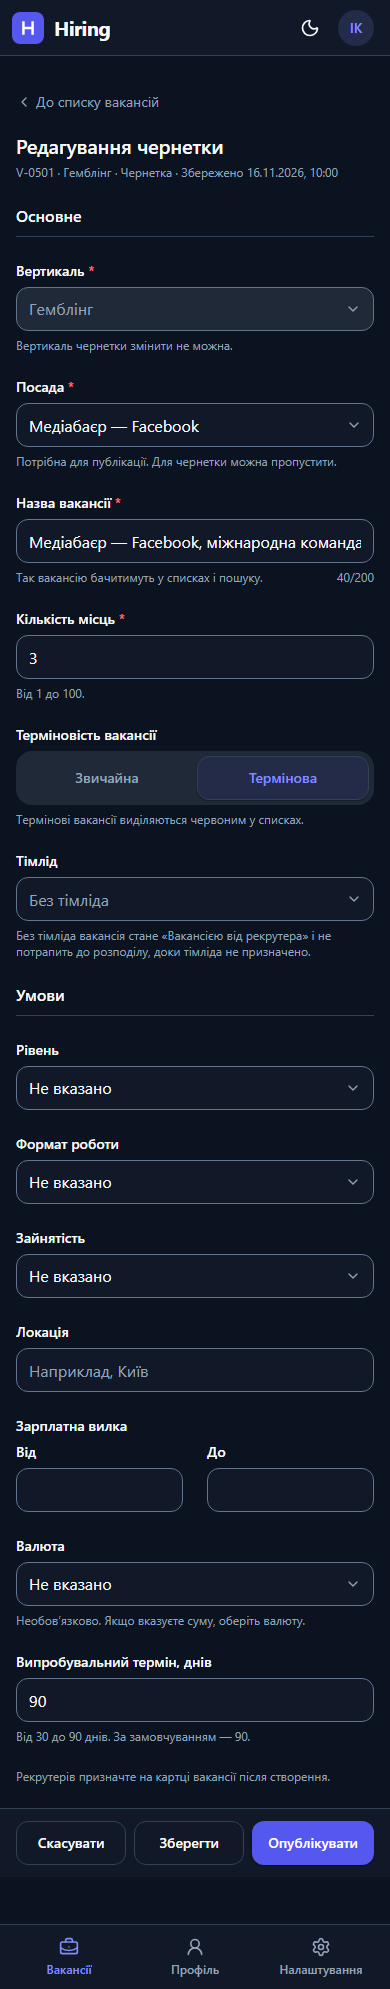 H Hiring
ІК
До списку вакансій
Редагування чернетки
V-0501 · Гемблінг · Чернетка · Збережено 16.11.2026, 10:00
Основне
Вертикаль *
Гемблінг
Вертикаль чернетки змінити не можна.
Посада *
Медіабаєр — Facebook
Потрібна для публікації. Для чернетки можна пропустити.
Назва вакансії *
Медіабаєр — Facebook, міжнародна команда
Так вакансію бачитимуть у списках і пошуку. 40/200
Кількість місць *
3
Від 1 до 100.
Терміновість вакансії
Звичайна Термінова
Термінові вакансії виділяються червоним у списках.
Тімлід
Без тімліда
Без тімліда вакансія стане «Вакансією від рекрутера» і не
потрапить до розподілу, доки тімліда не призначено.
Умови
Рівень
Не вказано
Формат роботи
Не вказано
Зайнятість
Не вказано
Локація
Наприклад, Київ
Зарплатна вилка
Від До
Валюта
Не вказано
Необов’язково. Якщо вказуєте суму, оберіть валюту.
Випробувальний термін, днів
90
Від 30 до 90 днів. За замовчуванням — 90.
Рекрутерів призначте на картці вакансії після створення.
Скасувати Зберегти Опублікувати
Вакансії Профіль Налаштування